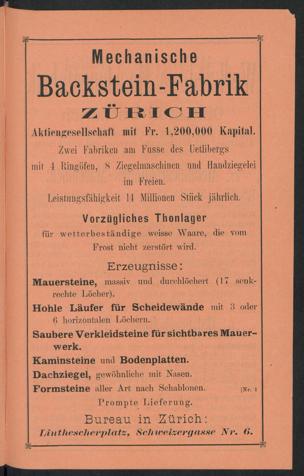 Mechanische
Backstein-Fabrik
ZÜRICH
Aktiengesellschaft mit Fr. 1,200,000 Kapital.
Zwei Fabriken am Fusse des Uetlibergs
mit 4 Ringöfen, 8 Ziegelmaschinen und Handziegelei
im Freien.
Leistungsfähigkeit 14 Millionen Stück jährlich.
Vorzügliches Thonlager
für wetterbeständige weisse Waare, die vom
Frost nicht zerstört wird.
Erzeugnisse:
Mauersteine, massiv und durchlöchert (17 senk-
rechte Löcher).
Hohle Läufer für Scheidewände mit 3 oder
6 horizontalen Löchern.
Saubere Verkleidsteine für sichtbares Mauer-
werk.
Kaminsteine und Bodenplatten.
Dachziegel, gewöhnliche mit Nasen.
Formsteine aller Art nach Schablonen. [Nr. 4
Prompte Lieferung.
Bureau in Zürich:
Linthescherplatz, Schweizergasse Nr. 6.